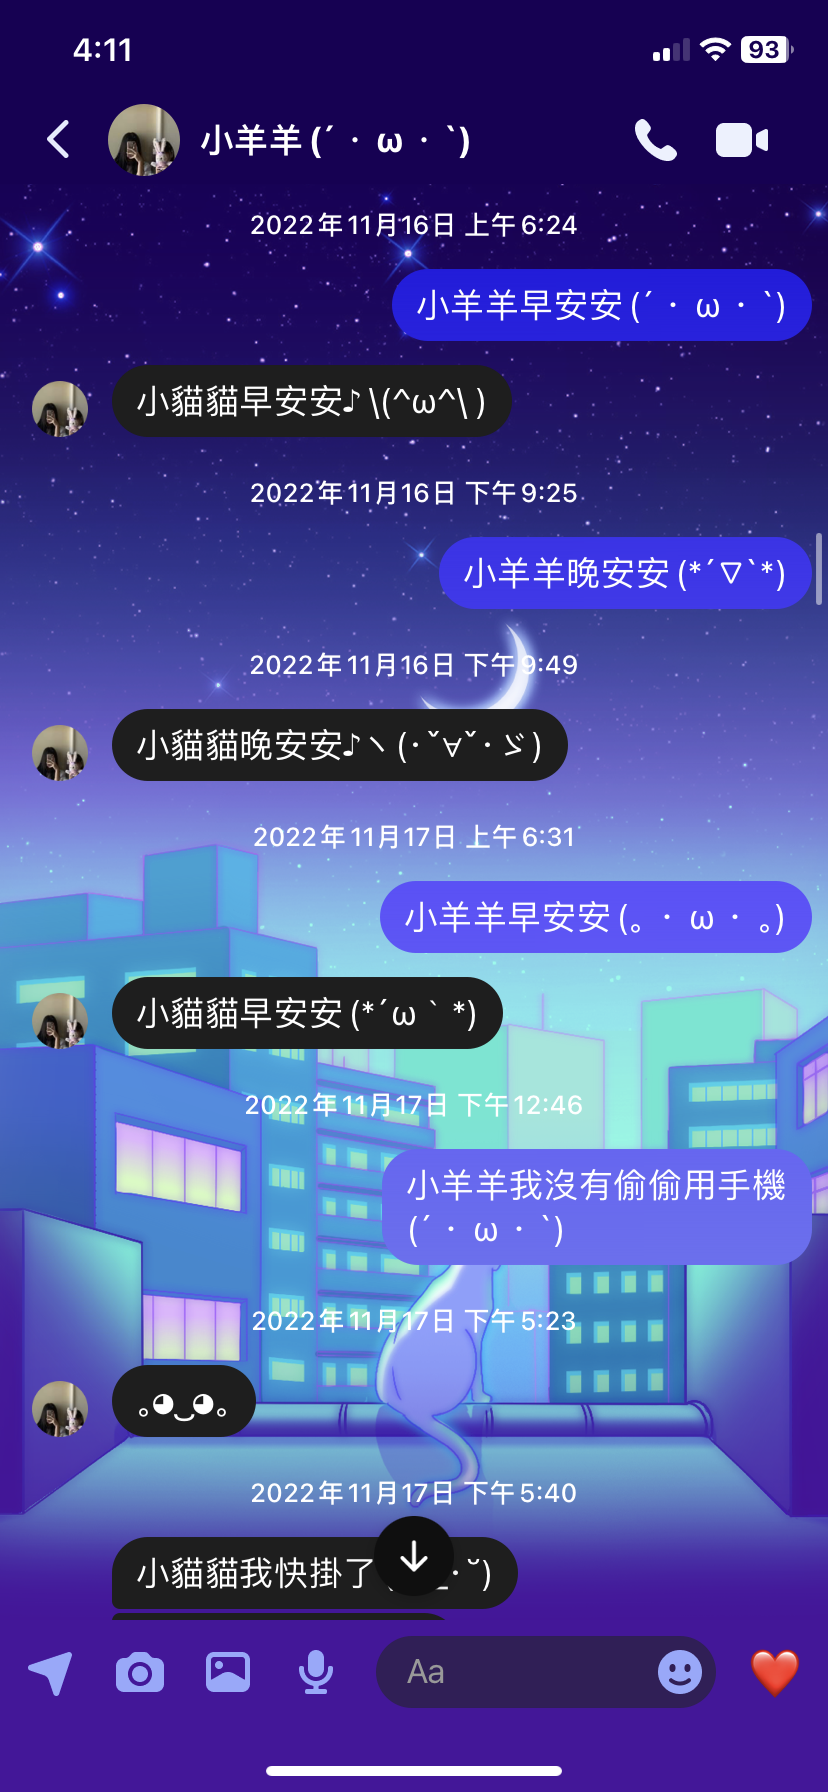 4:11
93
小羊羊 (´・ω・`)
2022年11月16日 上午6:24
小羊羊早安安 (´・ω・`)
小貓貓早安安♪ \(^ω^\ )
2022年11月16日 下午9:25
小羊羊晚安安 (*´▽`*)
2022年11月16日 下午9:49
小貓貓晚安安♪ヽ(･ˇ∀ˇ･ゞ)
2022年11月17日 上午6:31
小羊羊早安安 (。・ω・。)
小貓貓早安安 (*´ω｀*)
2022年11月17日 下午12:46
小羊羊我沒有偷偷用手機
(´・ω・`)
2022年11月17日 下午5:23
｡◕‿◕｡
2022年11月17日 下午5:40
小貓貓我快掛了
Aa